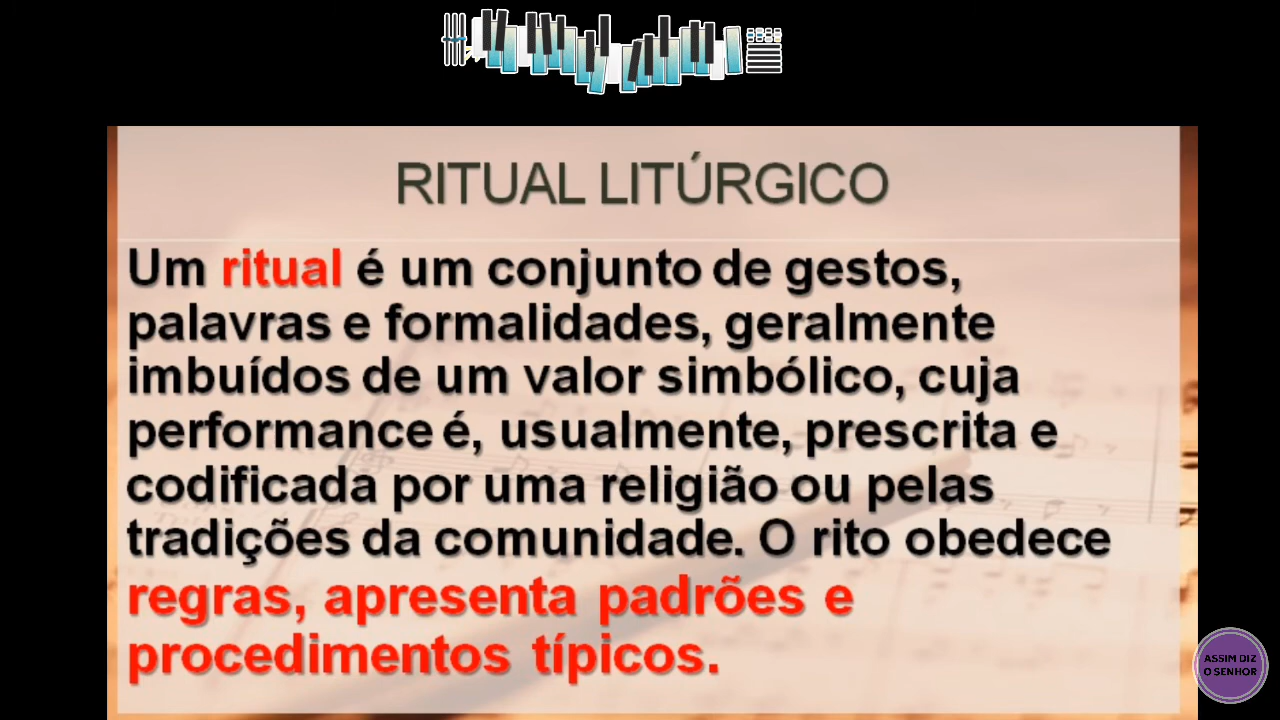 RITUAL LITÚRGICO
Um ritual é um conjunto de gestos,
palavras e formalidades, geralmente
imbuídos de um valor simbólico, cuja
performance é, usualmente, prescrita e
codificada por uma religião ou pelas
tradições da comunidade. O rito obedece
regras, apresenta padrões e
procedimentos típicos.
ASSIM DIZ
O SENHOR